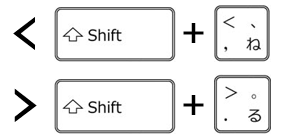 < ⇧ Shift + < 、 , ね
> ⇧ Shift + > 。 . る